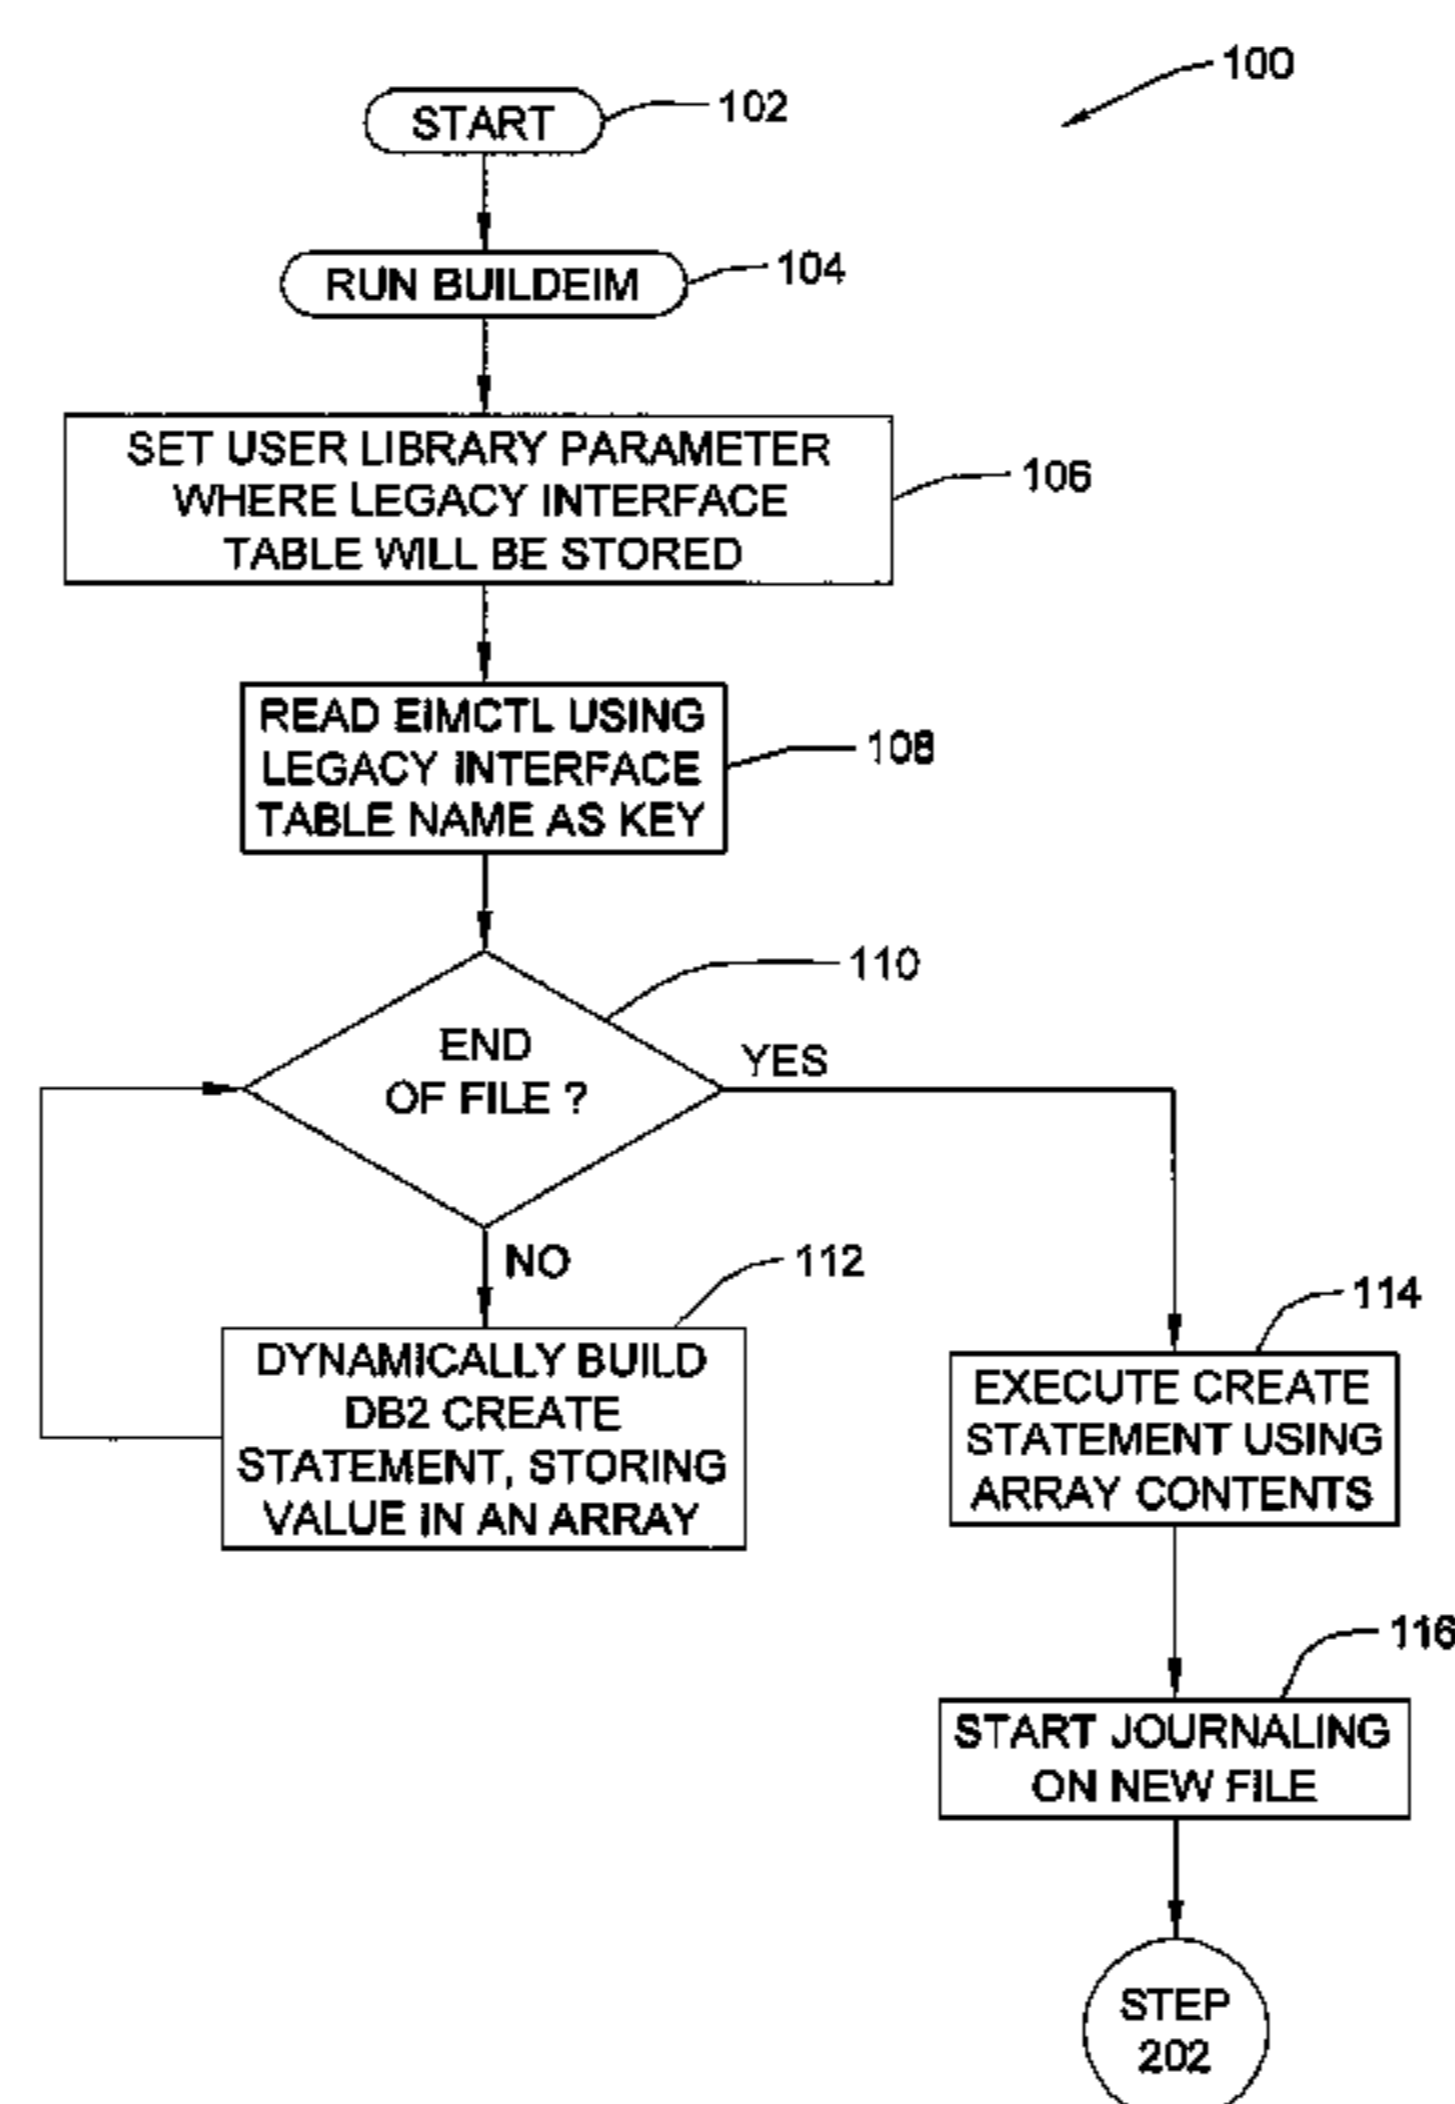 100
START
102
RUN BUILDEIM
104
SET USER LIBRARY PARAMETER
WHERE LEGACY INTERFACE
TABLE WILL BE STORED
106
READ EIMCTL USING
LEGACY INTERFACE
TABLE NAME AS KEY
108
110
END
OF FILE ?
YES
NO
112
DYNAMICALLY BUILD
DB2 CREATE
STATEMENT, STORING
VALUE IN AN ARRAY
114
EXECUTE CREATE
STATEMENT USING
ARRAY CONTENTS
116
START JOURNALING
ON NEW FILE
STEP
202